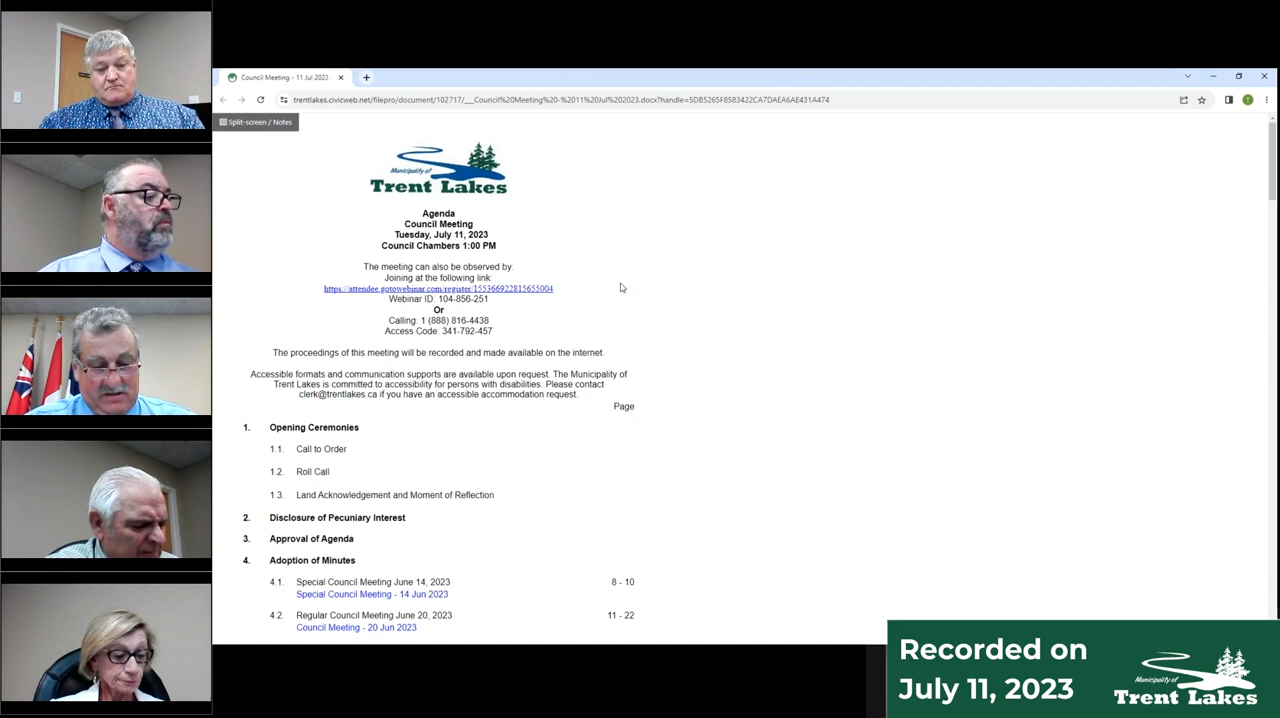 Council Meeting - 11 Jul 2023
trentlakes.civicweb.net/filepro/document/102717/___Council%20Meeting%20-%2011%20Jul%202023.docx?handle=5DB5265F8583422CA7DAEA6AE431A474
Split-screen / Notes
Municipality of
Trent Lakes
Agenda
Council Meeting
Tuesday, July 11, 2023
Council Chambers 1:00 PM
The meeting can also be observed by:
Joining at the following link:
https://attendee.gotowebinar.com/register/155366922815655004
Webinar ID: 104-856-251
Or
Calling: 1 (888) 816-4438
Access Code: 341-792-457
The proceedings of this meeting will be recorded and made available on the internet.
Accessible formats and communication supports are available upon request. The Municipality of
Trent Lakes is committed to accessibility for persons with disabilities. Please contact
clerk@trentlakes.ca if you have an accessible accommodation request.
Page
1. Opening Ceremonies
1.1. Call to Order
1.2. Roll Call
1.3. Land Acknowledgement and Moment of Reflection
2. Disclosure of Pecuniary Interest
3. Approval of Agenda
4. Adoption of Minutes
4.1. Special Council Meeting June 14, 2023 8 - 10
Special Council Meeting - 14 Jun 2023
4.2. Regular Council Meeting June 20, 2023 11 - 22
Council Meeting - 20 Jun 2023
Recorded on
July 11, 2023
Municipality of
Trent Lakes